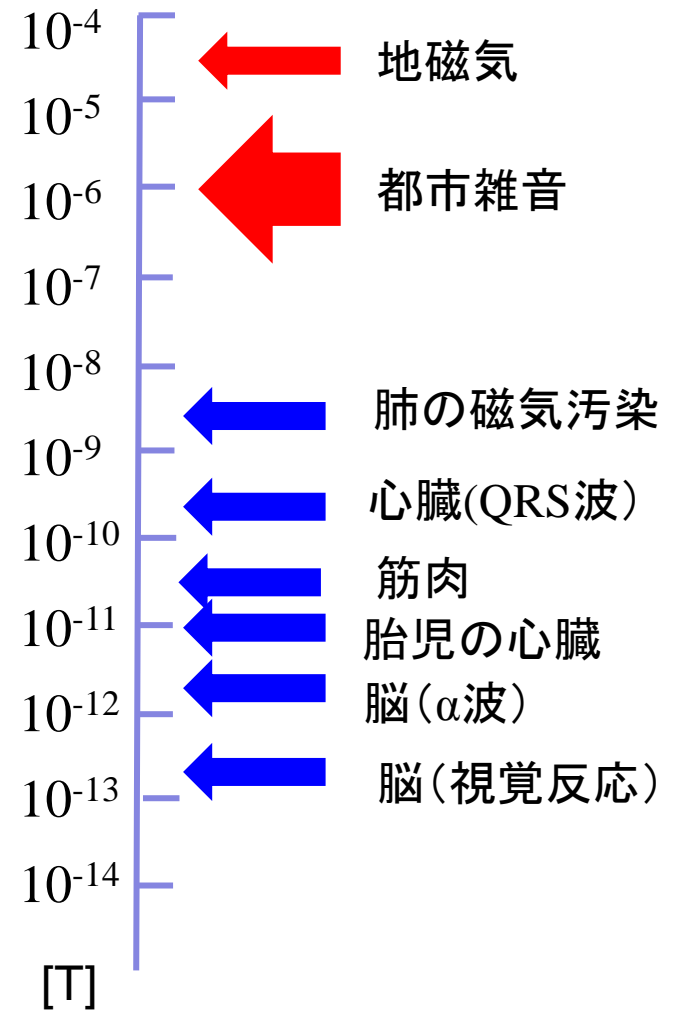 10-4
地磁気
10-5
都市雑音
10-6
10-7
10-8
肺の磁気汚染
10-9
心臓(QRS波）
10-10
筋肉
10-11
胎児の心臓
脳（α波）
10-12
脳（視覚反応）
10-13
10-14
[T]